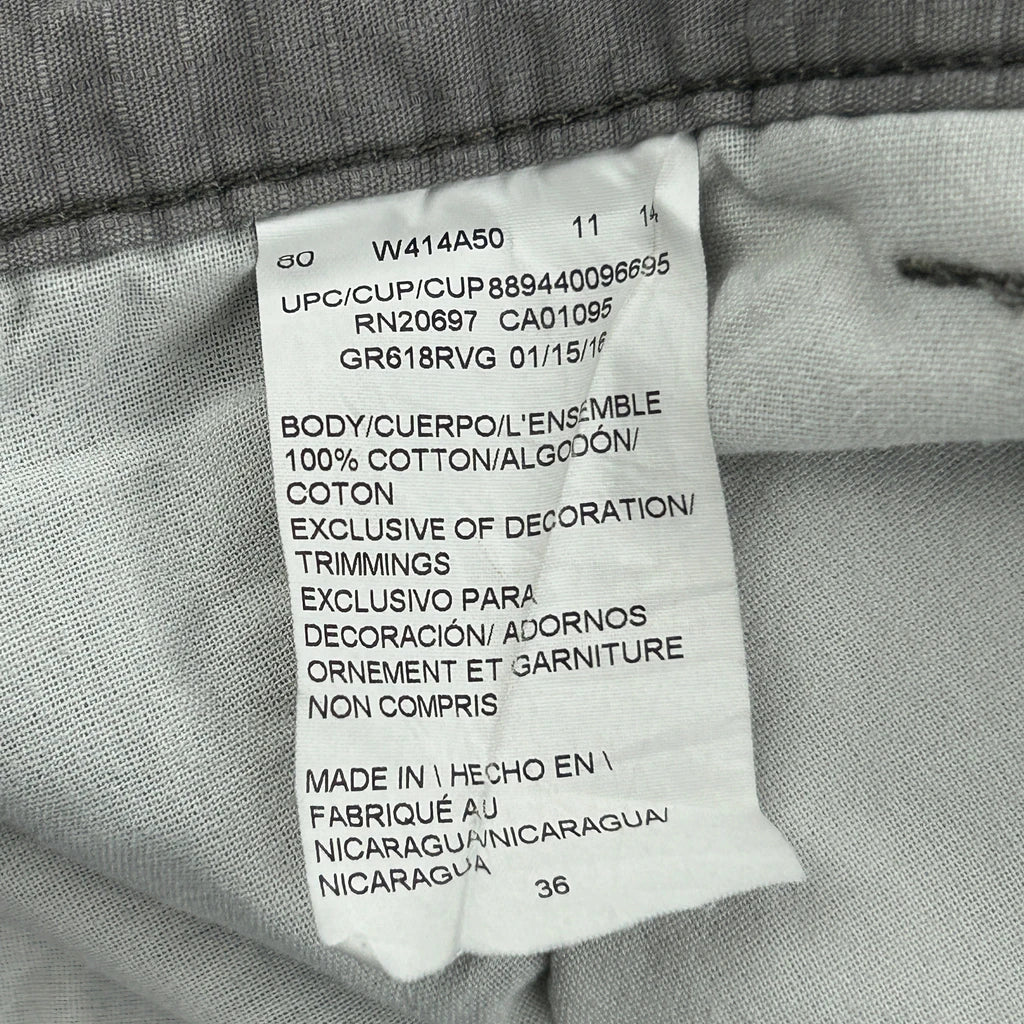 60 W414A50 11 14
UPC/CUP/CUP 889440096695
RN20697 CA01095
GR618RVG 01/15/16
BODY/CUERPO/L'ENSEMBLE
100% COTTON/ALGODÓN/
COTON
EXCLUSIVE OF DECORATION/
TRIMMINGS
EXCLUSIVO PARA
DECORACIÓN/ ADORNOS
ORNEMENT ET GARNITURE
NON COMPRIS
MADE IN \ HECHO EN \
FABRIQUÉ AU
NICARAGUA/NICARAGUA/
NICARAGUA
36